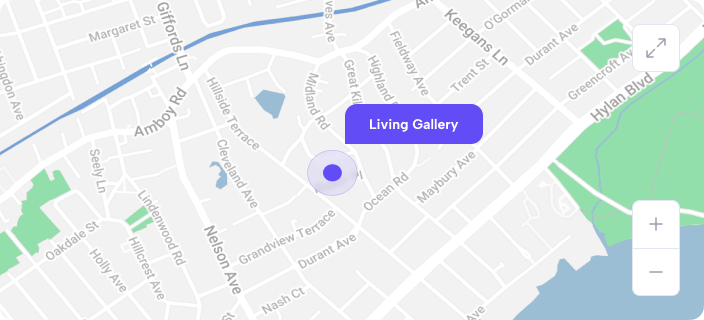 Margaret St
Giffords Ln
Keegans Ln
Durant Ave
Greencroft Ave
Fieldway Ave
Trent St
Hylan Blvd
Amboy Rd
Hillside Terrace
Midland Rd
Living Gallery
Seely Ln
Cleveland Ave
Ocean Rd
Maybury Ave
Lindenwood Rd
Oakdale St
Holly Ave
Hillcrest Ave
Nelson Ave
Grandview Terrace
Durant Ave
Nash Ct
Ave